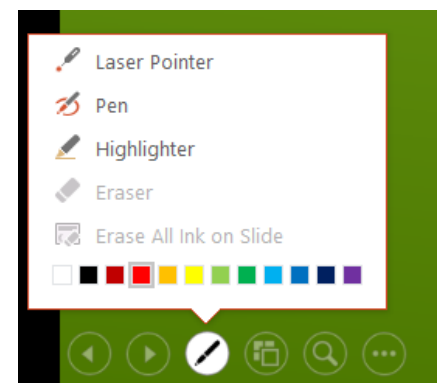 Laser Pointer
Pen
Highlighter
Eraser
Erase All Ink on Slide